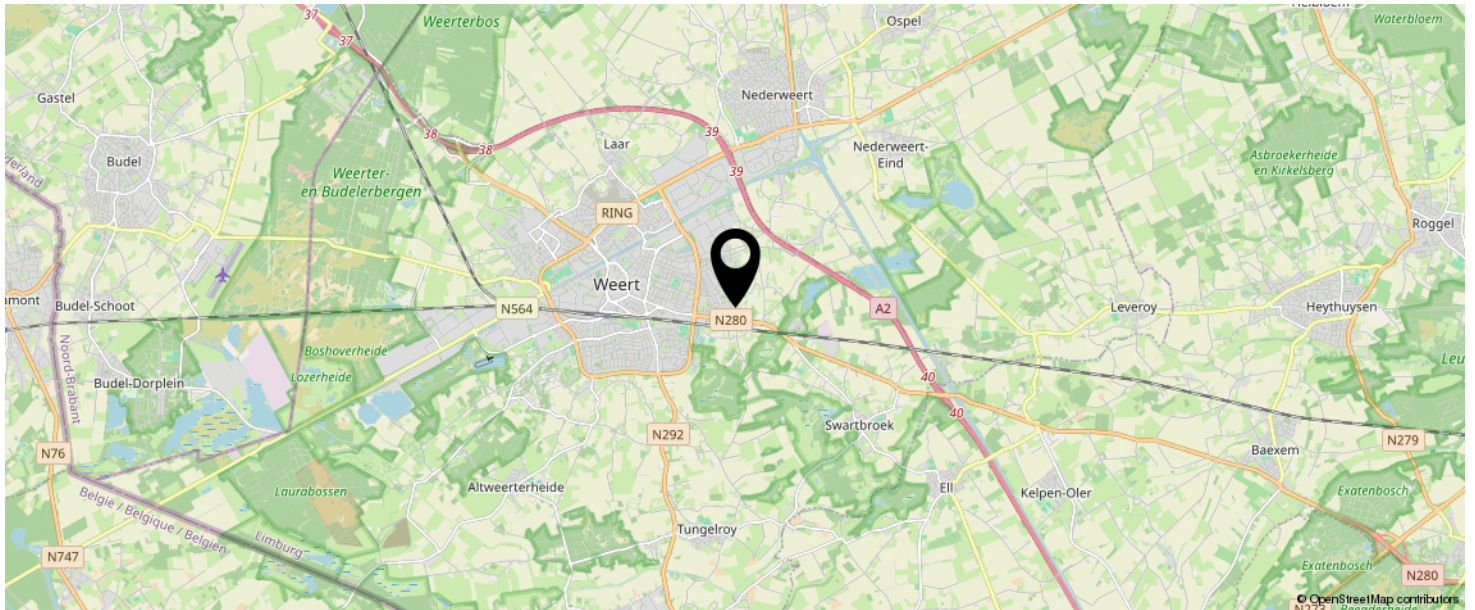 37
Weerterbos
Ospel
Waterbloem
37
Gastel
Nederweert
38
39
38
Laar
Budel
39
Nederweert-
Eind
Asbroekerheide
en Kirkelsberg
Weerter-
en Budelerbergen
RING
Roggel
Weert
Budel-Schoot
N564
A2
Leveroy
Heythuysen
N280
Noord-Brabant
Boshoverheide
Lozerheide
Budel-Dorplein
40
40
Swartbroek
N292
N279
N76
Baexem
Laurabossen
Altweerterheide
Ell
Kelpen-Oler
Exatenbosch
België / Belgique / Belgien
Limburg
Tungelroy
N747
Exatenbosch
N280
© OpenStreetMap contributors